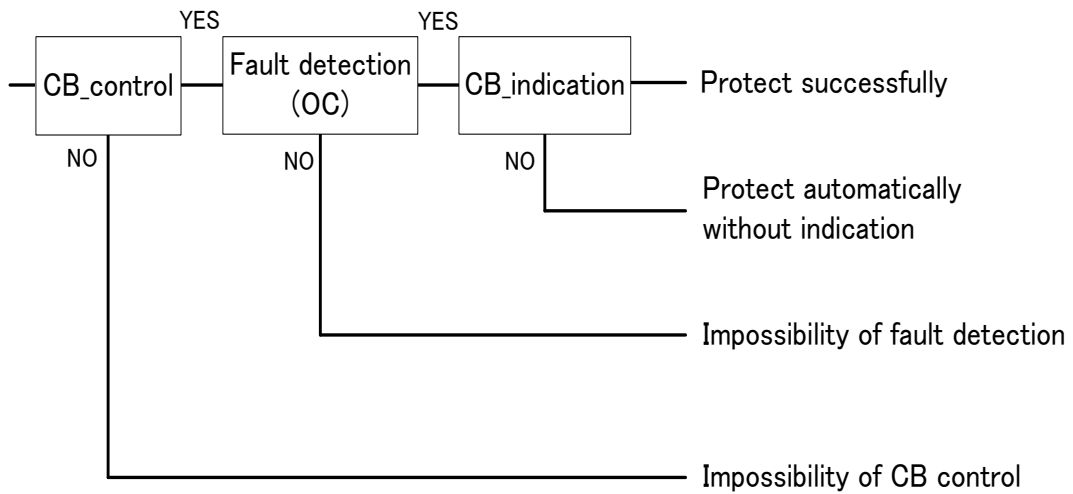 YES
YES
CB_control
Fault detection
(OC)
CB_indication
Protect successfully
NO
NO
NO
Protect automatically
without indication
Impossibility of fault detection
Impossibility of CB control